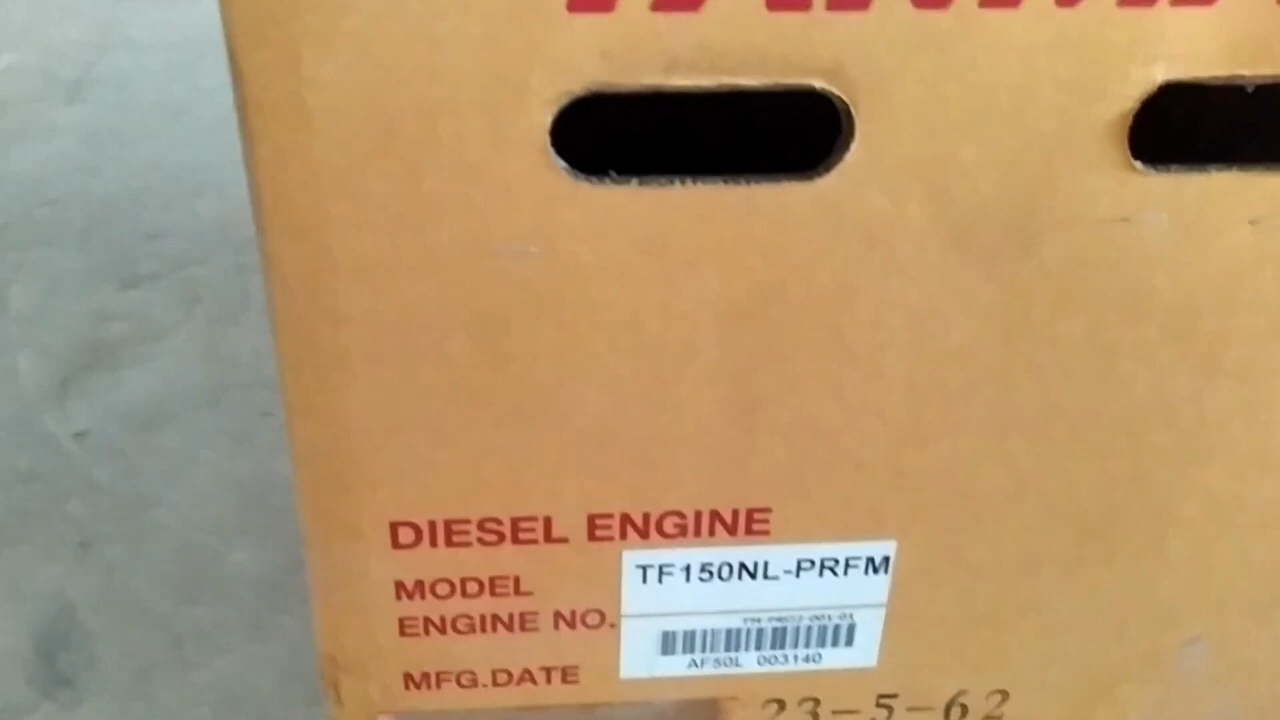 DIESEL ENGINE
MODEL TF150NL-PRFM
ENGINE NO.
AF50L 003140
MFG.DATE
23-5-62